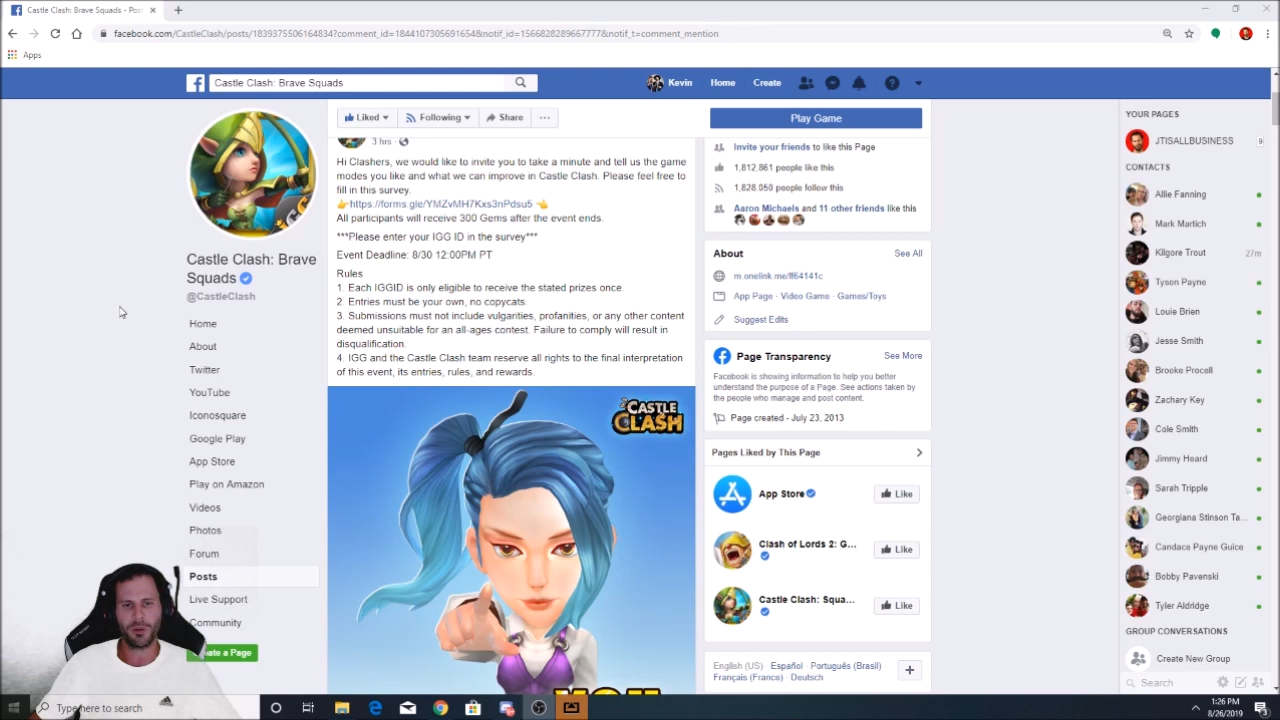 Castle Clash: Brave Squads - Pos
facebook.com/CastleClash/posts/1839375506164834?comment_id=1844107305691654&notif_id=1566828289667777&notif_t=comment_mention
Apps
Castle Clash: Brave Squads
Kevin
Home
Create
Liked
Following
Share
Play Game
3 hrs
Hi Clashers, we would like to invite you to take a minute and tell us the game
modes you like and what we can improve in Castle Clash. Please feel free to
fill in this survey.
👉https://forms.gle/YMZvMH7Kxs3nPdsu5 👈
All participants will receive 300 Gems after the event ends.
***Please enter your IGG ID in the survey***
Event Deadline: 8/30 12:00PM PT
Rules
1. Each IGGID is only eligible to receive the stated prizes once.
2. Entries must be your own, no copycats.
3. Submissions must not include vulgarities, profanities, or any other content
deemed unsuitable for an all-ages contest. Failure to comply will result in
disqualification.
4. IGG and the Castle Clash team reserve all rights to the final interpretation
of this event, its entries, rules, and rewards.
CASTLE
CLASH
YOU
Castle Clash: Brave
Squads
@CastleClash
Home
About
Twitter
YouTube
Iconosquare
Google Play
App Store
Play on Amazon
Videos
Photos
Forum
Posts
Live Support
Community
ate a Page
Invite your friends to like this Page
1,812,861 people like this
1,828,050 people follow this
Aaron Michaels and 11 other friends like this
About
See All
m.onelink.me/ff64141c
App Page · Video Game · Games/Toys
Suggest Edits
Page Transparency
See More
Facebook is showing information to help you better
understand the purpose of a Page. See actions taken by
the people who manage and post content.
Page created - July 23, 2013
Pages Liked by This Page
App Store
Like
Clash of Lords 2: G...
Like
Castle Clash: Squa...
Like
English (US) · Español · Português (Brasil) ·
Français (France) · Deutsch
YOUR PAGES
JTISALLBUSINESS
9
CONTACTS
Allie Fanning
Mark Martich
Kilgore Trout
27m
Tyson Payne
Louie Brien
Jesse Smith
Brooke Procell
Zachary Key
Cole Smith
Jimmy Heard
Sarah Tripple
Georgiana Stinson Ta...
Candace Payne Guice
Bobby Pavenski
Tyler Aldridge
GROUP CONVERSATIONS
Create New Group
Search
Type here to search
1:26 PM
8/26/2019
3